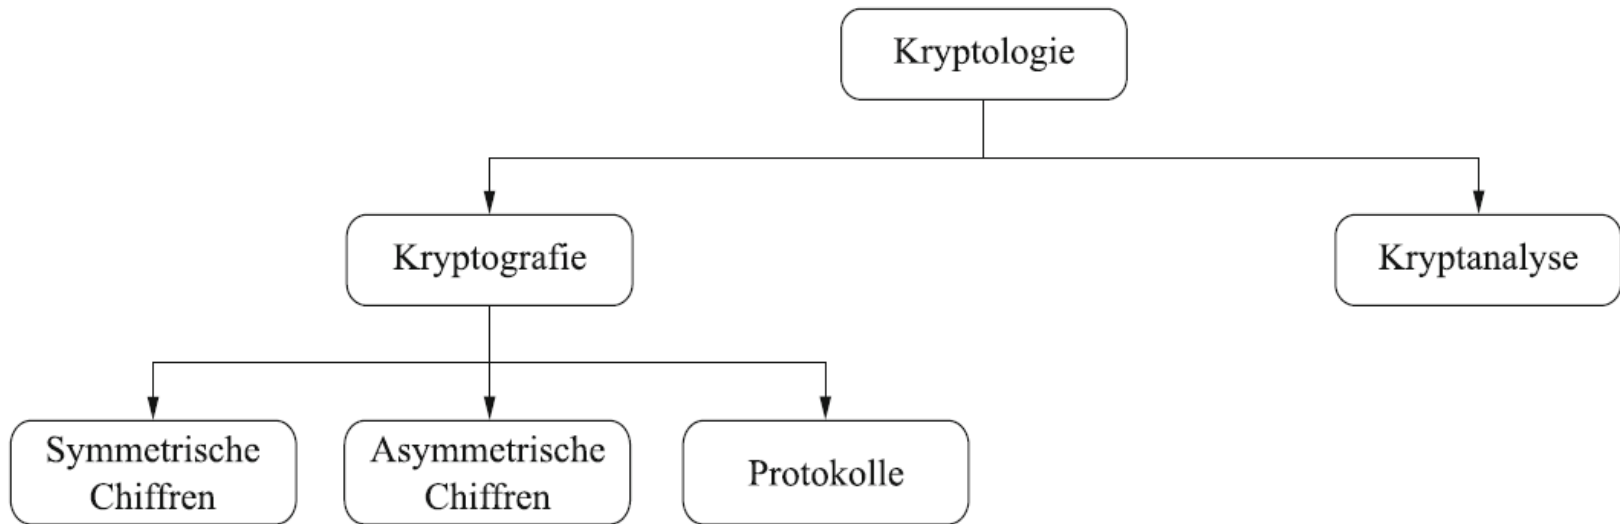 Kryptologie
Kryptografie
Kryptanalyse
Symmetrische
Chiffren
Asymmetrische
Chiffren
Protokolle